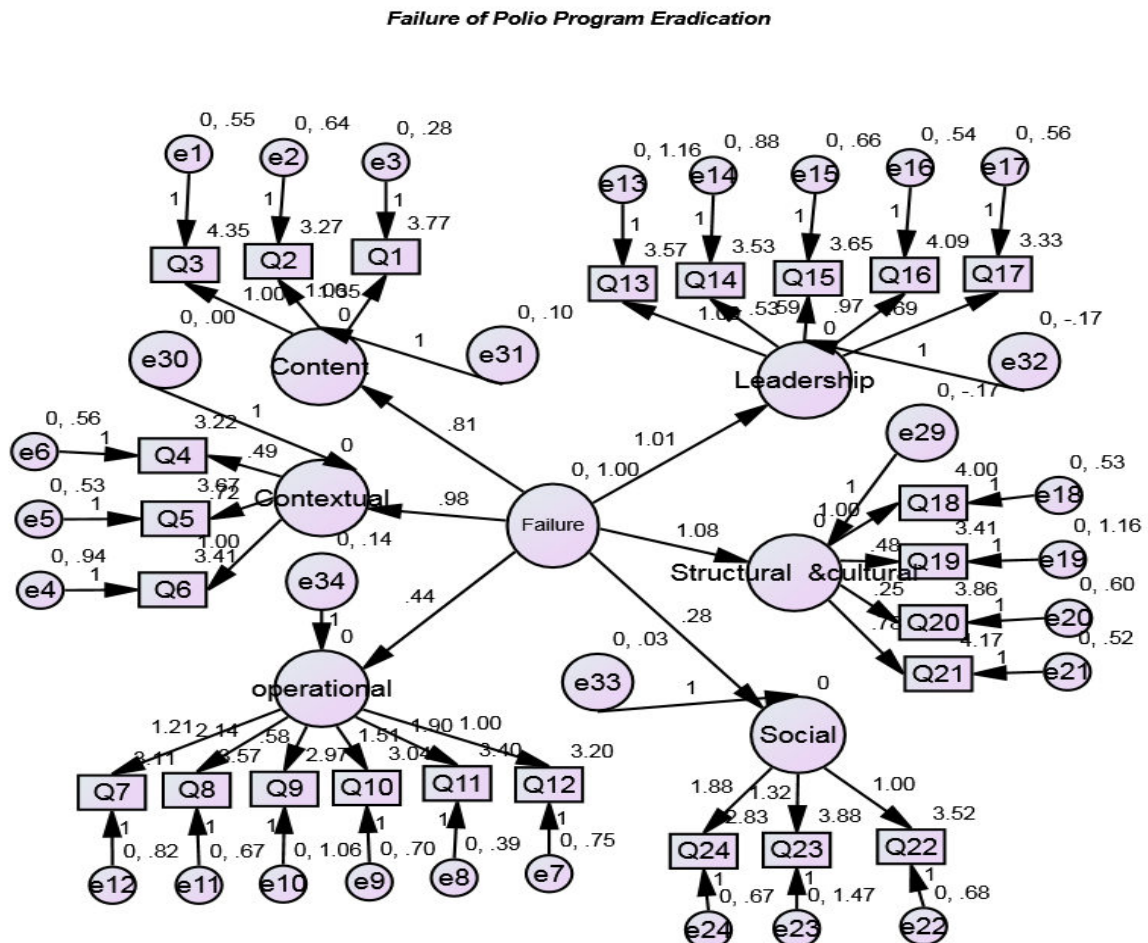 Failure of Polio Program Eradication
0, .55
0, .64
0, .28
e1
e2
e3
1
1
1
4.35
3.27
3.77
Q3
Q2
Q1
1.00
1.35
0
0, 1.16
0, .88
0, .66
0, .54
0, .56
e13
e14
e15
e16
e17
1
1
1
1
1
3.57
3.53
3.65
4.09
3.33
Q13
Q14
Q15
Q16
Q17
.53
.59
.97
.69
0
0, .00
e30
1
Content
1
0, .10
e31
Leadership
1
0, -.17
e32
.81
1.01
0, -.17
e29
1
0, .56
e6
1
3.22
Q4
.49
0
Contextual
0, .53
e5
1
3.67
Q5
.72
0, .94
e4
1
3.41
Q6
1.00
.98
0, 1.00
Failure
1.08
0
Structural &cultural
1.00
4.00
Q18
1
0, .53
e18
.48
3.41
Q19
1
0, 1.16
e19
.25
3.86
Q20
1
0, .60
e20
.78
4.17
Q21
1
0, .52
e21
0, .14
e34
1
0
.44
.28
operational
0, .03
e33
1
0
Social
1.21
2.14
.58
1.51
1.90
1.00
3.11
3.57
2.97
3.04
3.40
3.20
Q7
Q8
Q9
Q10
Q11
Q12
1
1
1
1
1
1
0, .82
0, .67
0, 1.06
0, .70
0, .39
0, .75
e12
e11
e10
e9
e8
e7
1.88
1.32
1.00
2.83
3.88
3.52
Q24
Q23
Q22
1
1
1
0, .67
0, 1.47
0, .68
e24
e23
e22